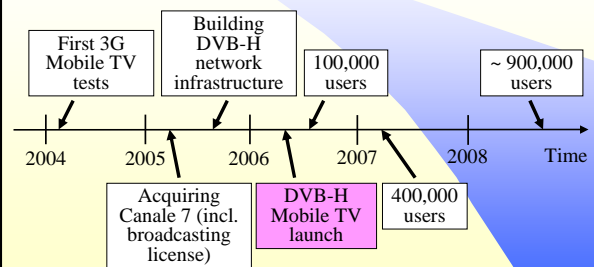 First 3G
Mobile TV
tests
Building
DVB-H
network
infrastructure
100,000
users
~ 900,000
users
2004
2005
2006
2007
2008
Time
Acquiring
Canale 7 (incl.
broadcasting
license)
DVB-H
Mobile TV
launch
400,000
users